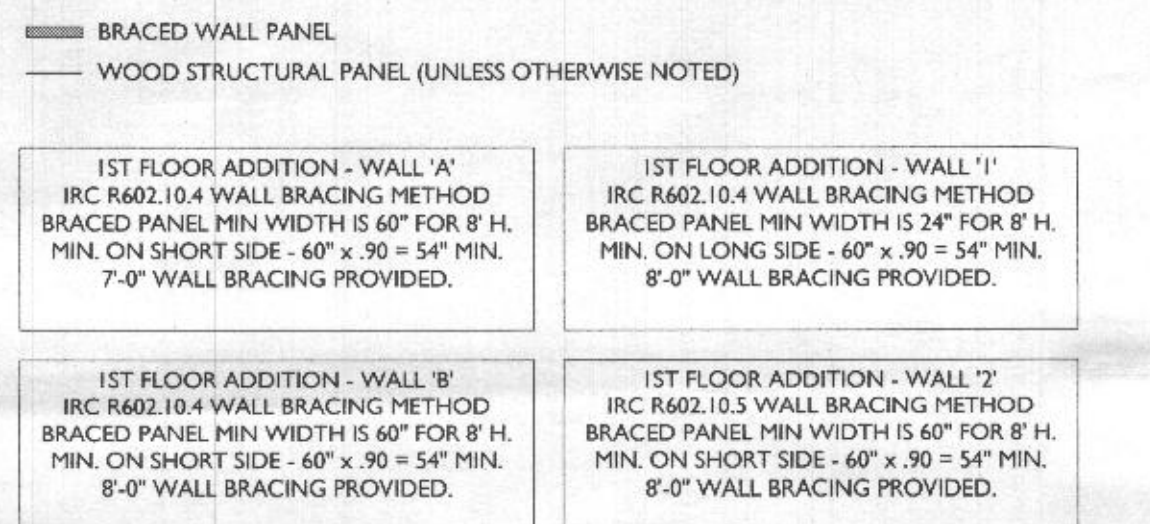 BRACED WALL PANEL
WOOD STRUCTURAL PANEL (UNLESS OTHERWISE NOTED)
1ST FLOOR ADDITION - WALL 'A'
IRC R602.10.4 WALL BRACING METHOD
BRACED PANEL MIN WIDTH IS 60" FOR 8' H.
MIN. ON SHORT SIDE - 60" x .90 = 54" MIN.
7'-0" WALL BRACING PROVIDED.
1ST FLOOR ADDITION - WALL '1'
IRC R602.10.4 WALL BRACING METHOD
BRACED PANEL MIN WIDTH IS 24" FOR 8' H.
MIN. ON LONG SIDE - 60" x .90 = 54" MIN.
8'-0" WALL BRACING PROVIDED.
1ST FLOOR ADDITION - WALL 'B'
IRC R602.10.4 WALL BRACING METHOD
BRACED PANEL MIN WIDTH IS 60" FOR 8' H.
MIN. ON SHORT SIDE - 60" x .90 = 54" MIN.
8'-0" WALL BRACING PROVIDED.
1ST FLOOR ADDITION - WALL '2'
IRC R602.10.5 WALL BRACING METHOD
BRACED PANEL MIN WIDTH IS 60" FOR 8' H.
MIN. ON SHORT SIDE - 60" x .90 = 54" MIN.
8'-0" WALL BRACING PROVIDED.